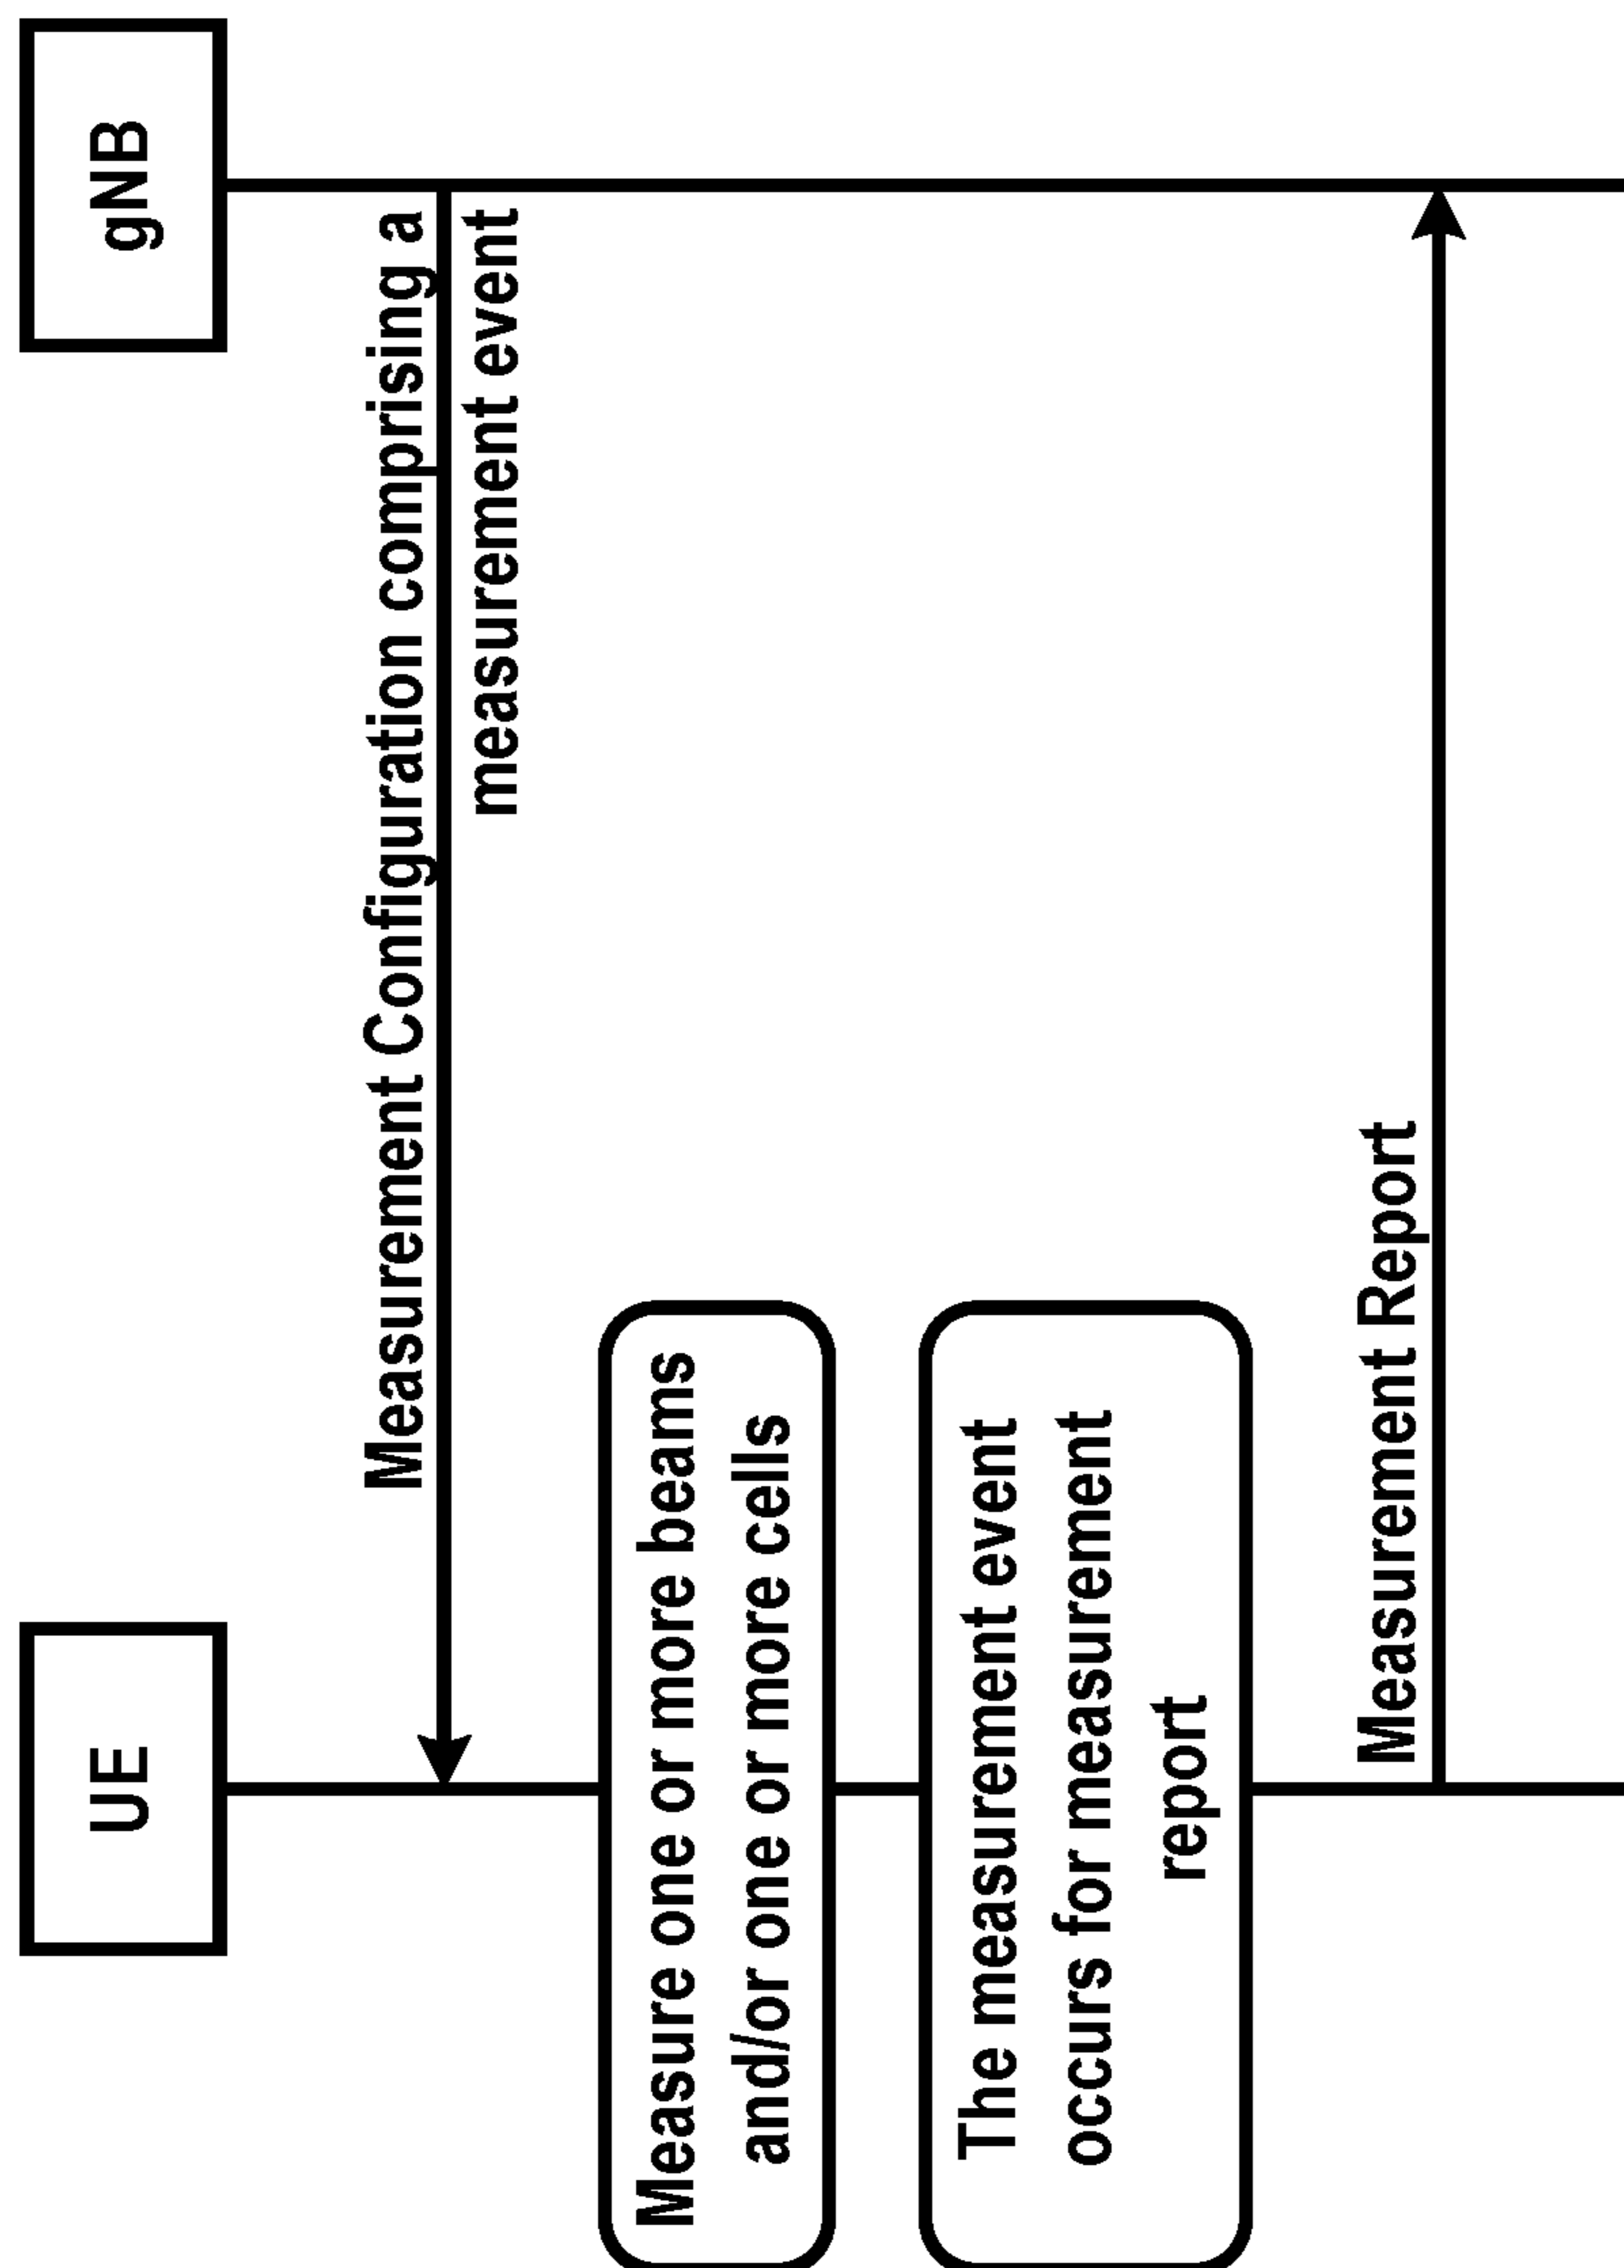 UE
gNB
Measurement Configuration comprising a
measurement event
Measure one or more beams
and/or one or more cells
The measurement event
occurs for measurement
report
Measurement Report